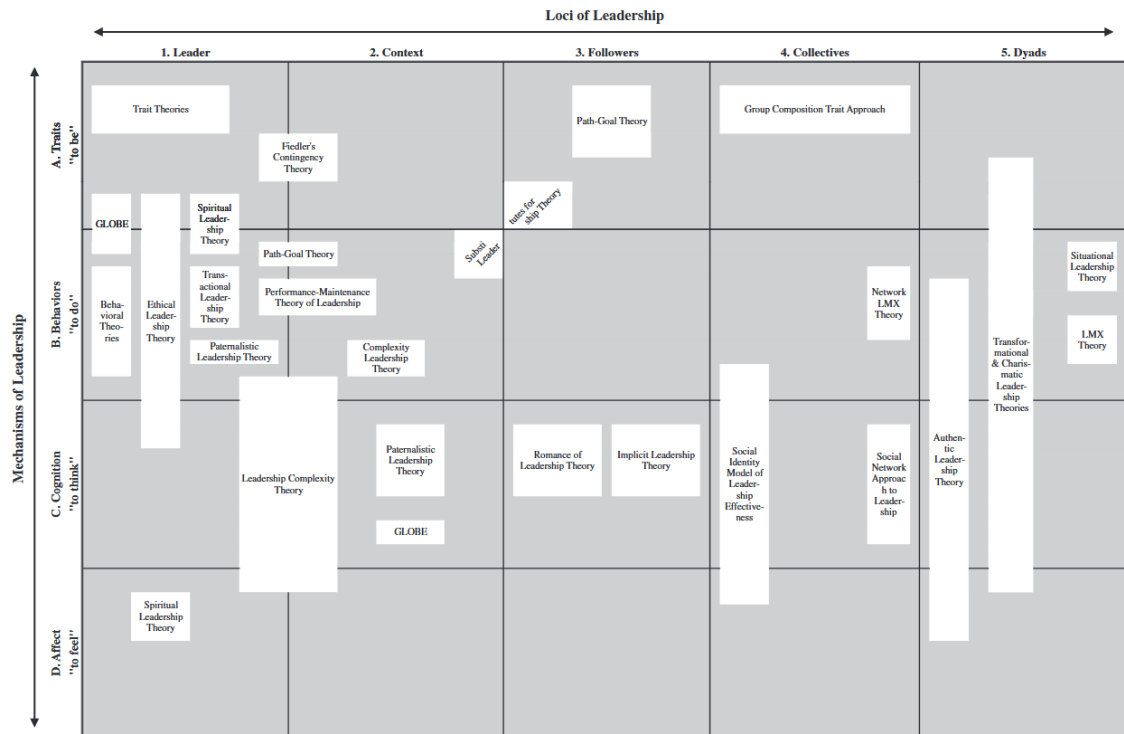 Loci of Leadership
1. Leader
2. Context
3. Followers
4. Collectives
5. Dyads
Mechanisms of Leadership
A. Traits
"to be"
Trait Theories
Fiedler's
Contingency
Theory
Path-Goal Theory
Group Composition Trait Approach
GLOBE
Spiritual
Leader-
ship
Theory
tutes for
ship Theory
B. Behaviors
"to do"
Substi
Leader
Path-Goal Theory
Behav-
ioral
Theo-
ries
Ethical
Leader-
ship
Theory
Trans-
actional
Leader-
ship
Theory
Performance-Maintenance
Theory of Leadership
Paternalistic
Leadership Theory
Complexity
Leadership
Theory
Network
LMX
Theory
Transfor-
mational
& Charis-
matic
Leader-
ship
Theories
Situational
Leadership
Theory
LMX
Theory
C. Cognition
"to think"
Leadership Complexity
Theory
Paternalistic
Leadership
Theory
GLOBE
Romance of
Leadership Theory
Implicit Leadership
Theory
Social
Identity
Model of
Leader-
ship
Effective-
ness
Social
Network
Approac
h to
Leader-
ship
Authen-
tic
Leader-
ship
Theory
D. Affect
"to feel"
Spiritual
Leadership
Theory